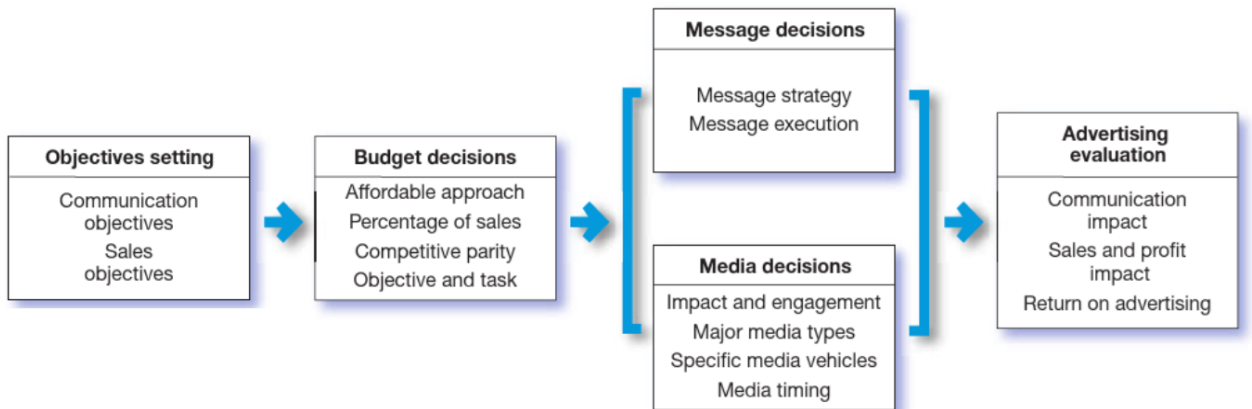 Objectives setting
Communication
objectives
Sales
objectives
Budget decisions
Affordable approach
Percentage of sales
Competitive parity
Objective and task
Message decisions
Message strategy
Message execution
Media decisions
Impact and engagement
Major media types
Specific media vehicles
Media timing
Advertising
evaluation
Communication
impact
Sales and profit
impact
Return on advertising